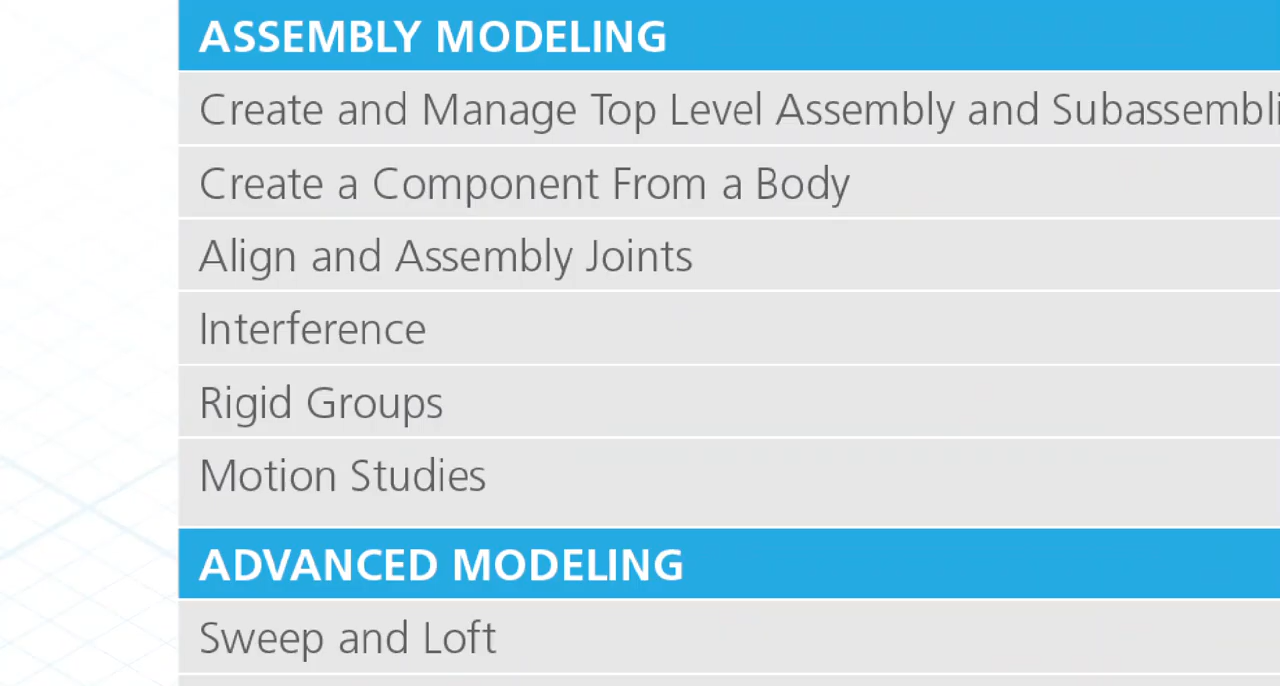 ASSEMBLY MODELING
Create and Manage Top Level Assembly and Subassembli
Create a Component From a Body
Align and Assembly Joints
Interference
Rigid Groups
Motion Studies
ADVANCED MODELING
Sweep and Loft